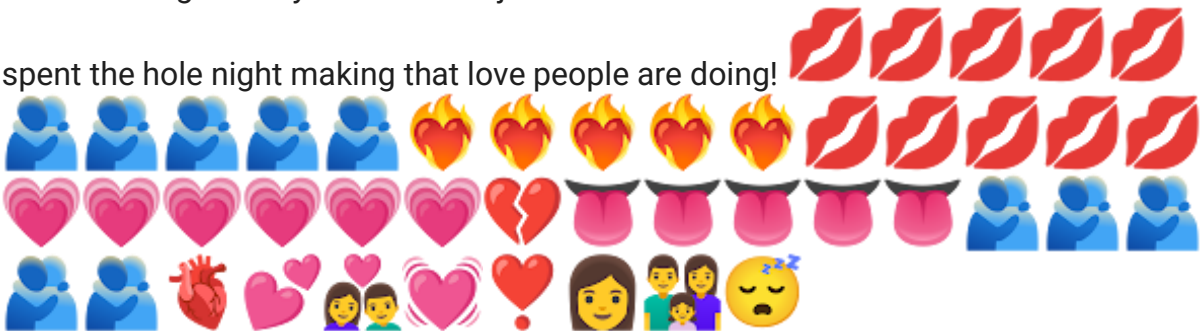 spent the hole night making that love people are doing! 💋💋💋💋💋
🫂🫂🫂🫂🫂❤️‍🔥❤️‍🔥❤️‍🔥❤️‍🔥❤️‍🔥💋💋💋💋💋
💗💗💗💗💗💗💔👅👅👅👅👅🫂🫂🫂
🫂🫂🫀💕👩‍❤️‍👨💓❣️👩👨‍👩‍👧😴